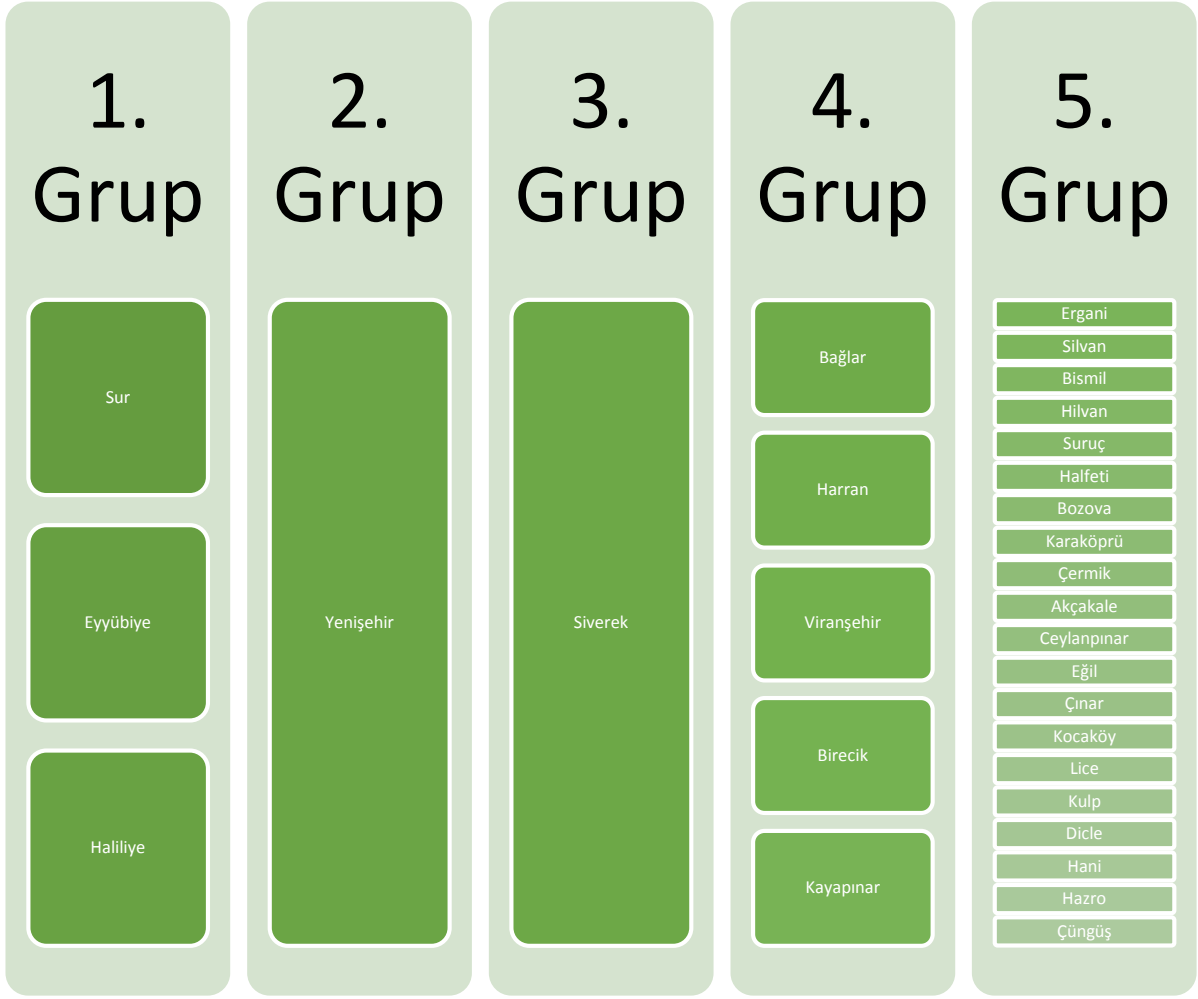 1.
Grup
Sur
Eyyübiye
Haliliye
2.
Grup
Yenişehir
3.
Grup
Siverek
4.
Grup
Bağlar
Harran
Viranşehir
Birecik
Kayapınar
5.
Grup
Ergani
Silvan
Bismil
Hilvan
Suruç
Halfeti
Bozova
Karaköprü
Çermik
Akçakale
Ceylanpınar
Eğil
Çınar
Kocaköy
Lice
Kulp
Dicle
Hani
Hazro
Çüngüş